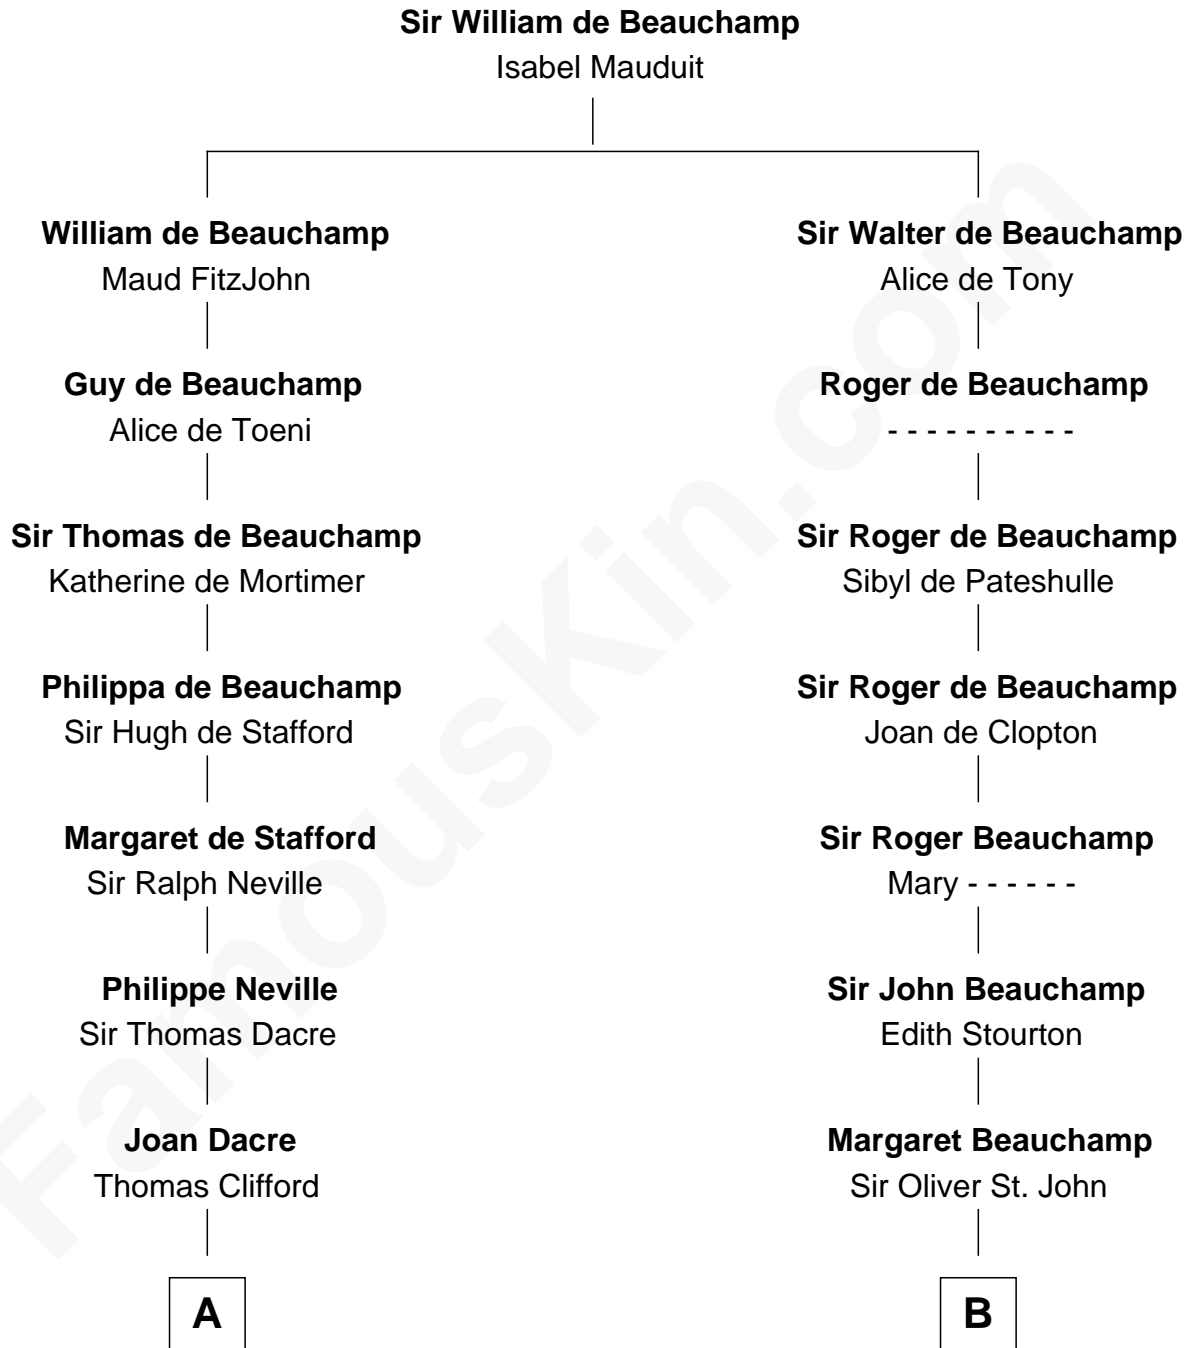 Sir William de Beauchamp
Isabel Mauduit
William de Beauchamp
Maud FitzJohn
Sir Walter de Beauchamp
Alice de Tony
Guy de Beauchamp
Alice de Toeni
Roger de Beauchamp
- - - - - - - - - -
Sir Thomas de Beauchamp
Katherine de Mortimer
Sir Roger de Beauchamp
Sibyl de Pateshulle
Philippa de Beauchamp
Sir Hugh de Stafford
Sir Roger de Beauchamp
Joan de Clopton
Margaret de Stafford
Sir Ralph Neville
Sir Roger Beauchamp
Mary - - - - - -
Philippe Neville
Sir Thomas Dacre
Sir John Beauchamp
Edith Stourton
Joan Dacre
Thomas Clifford
Margaret Beauchamp
Sir Oliver St. John
A
B
FamousKin.com